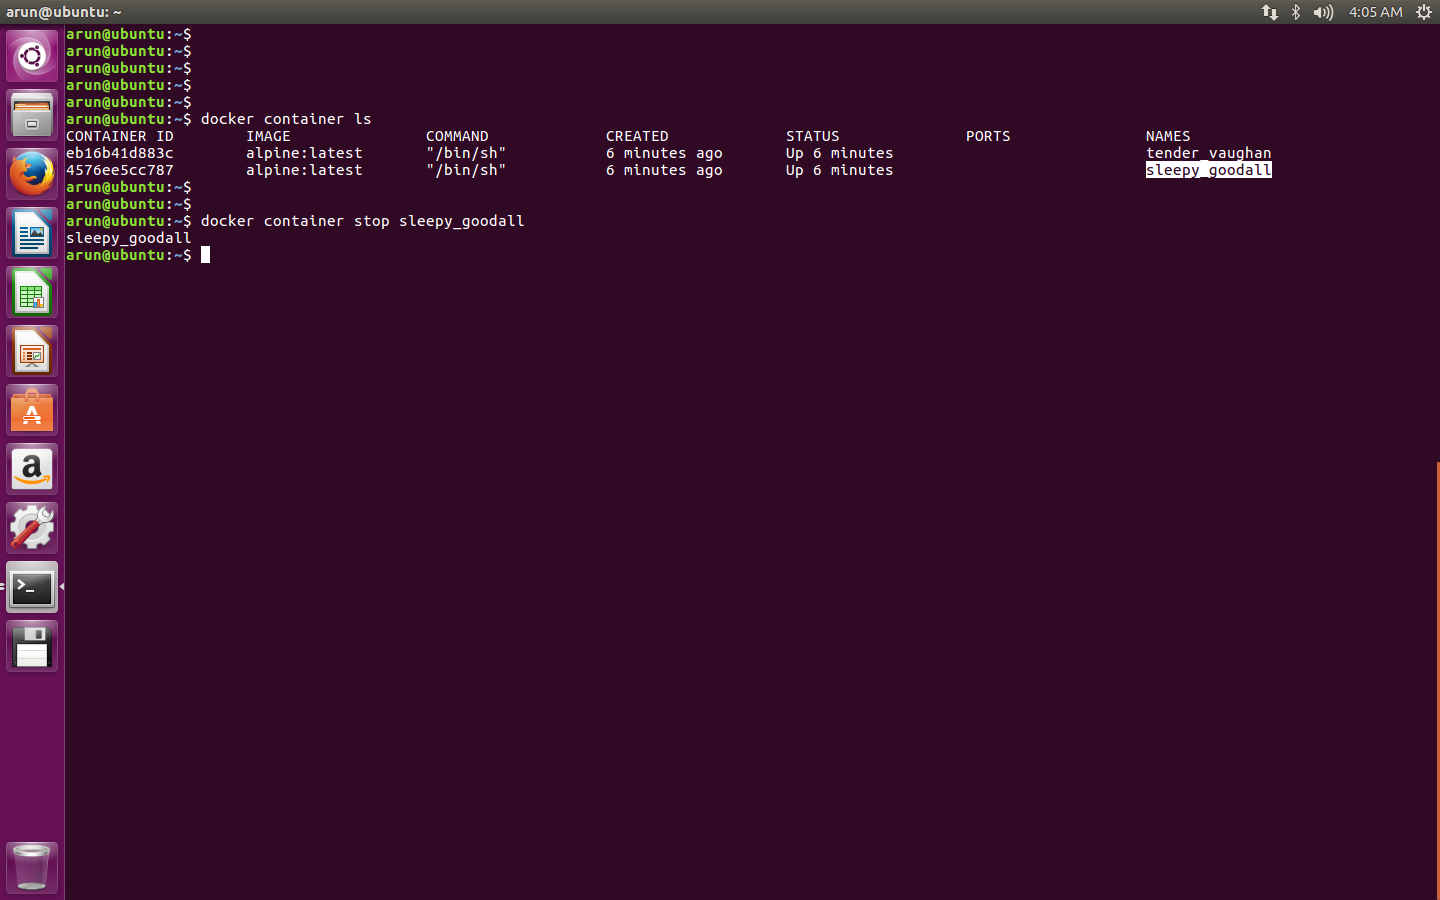 arun@ubuntu: ~ 4:05 AM
arun@ubuntu:~$
arun@ubuntu:~$
arun@ubuntu:~$
arun@ubuntu:~$
arun@ubuntu:~$
arun@ubuntu:~$ docker container ls
CONTAINER ID IMAGE COMMAND CREATED STATUS PORTS NAMES
eb16b41d883c alpine:latest "/bin/sh" 6 minutes ago Up 6 minutes tender_vaughan
4576ee5cc787 alpine:latest "/bin/sh" 6 minutes ago Up 6 minutes sleepy_goodall
arun@ubuntu:~$
arun@ubuntu:~$
arun@ubuntu:~$ docker container stop sleepy_goodall
sleepy_goodall
arun@ubuntu:~$